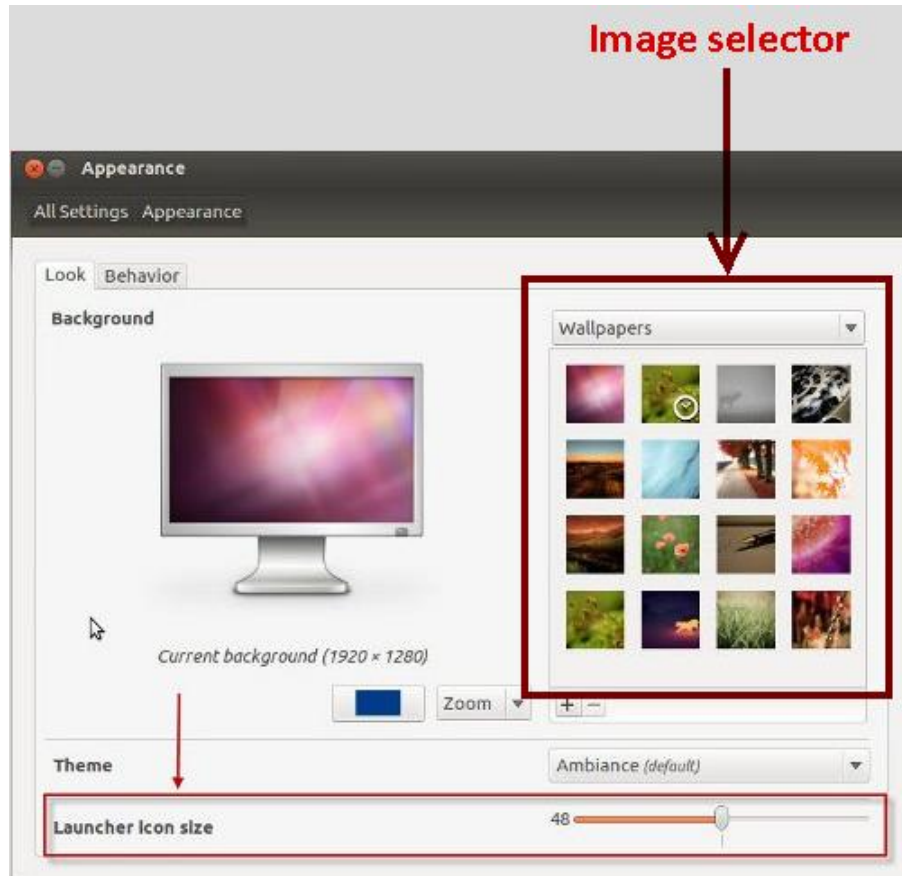 Image selector
Appearance
All Settings Appearance
Look Behavior
Background
Wallpapers
Current background (1920 × 1280)
Zoom
+ −
Theme
Ambiance (default)
Launcher icon size
48